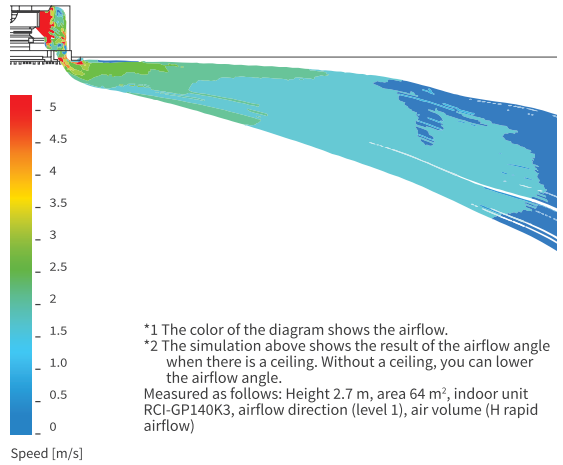 5
4.5
4
3.5
3
2.5
2
1.5
1.0
0.5
0
Speed [m/s]
*1 The color of the diagram shows the airflow.
*2 The simulation above shows the result of the airflow angle
when there is a ceiling. Without a ceiling, you can lower
the airflow angle.
Measured as follows: Height 2.7 m, area 64 m², indoor unit
RCI-GP140K3, airflow direction (level 1), air volume (H rapid
airflow)